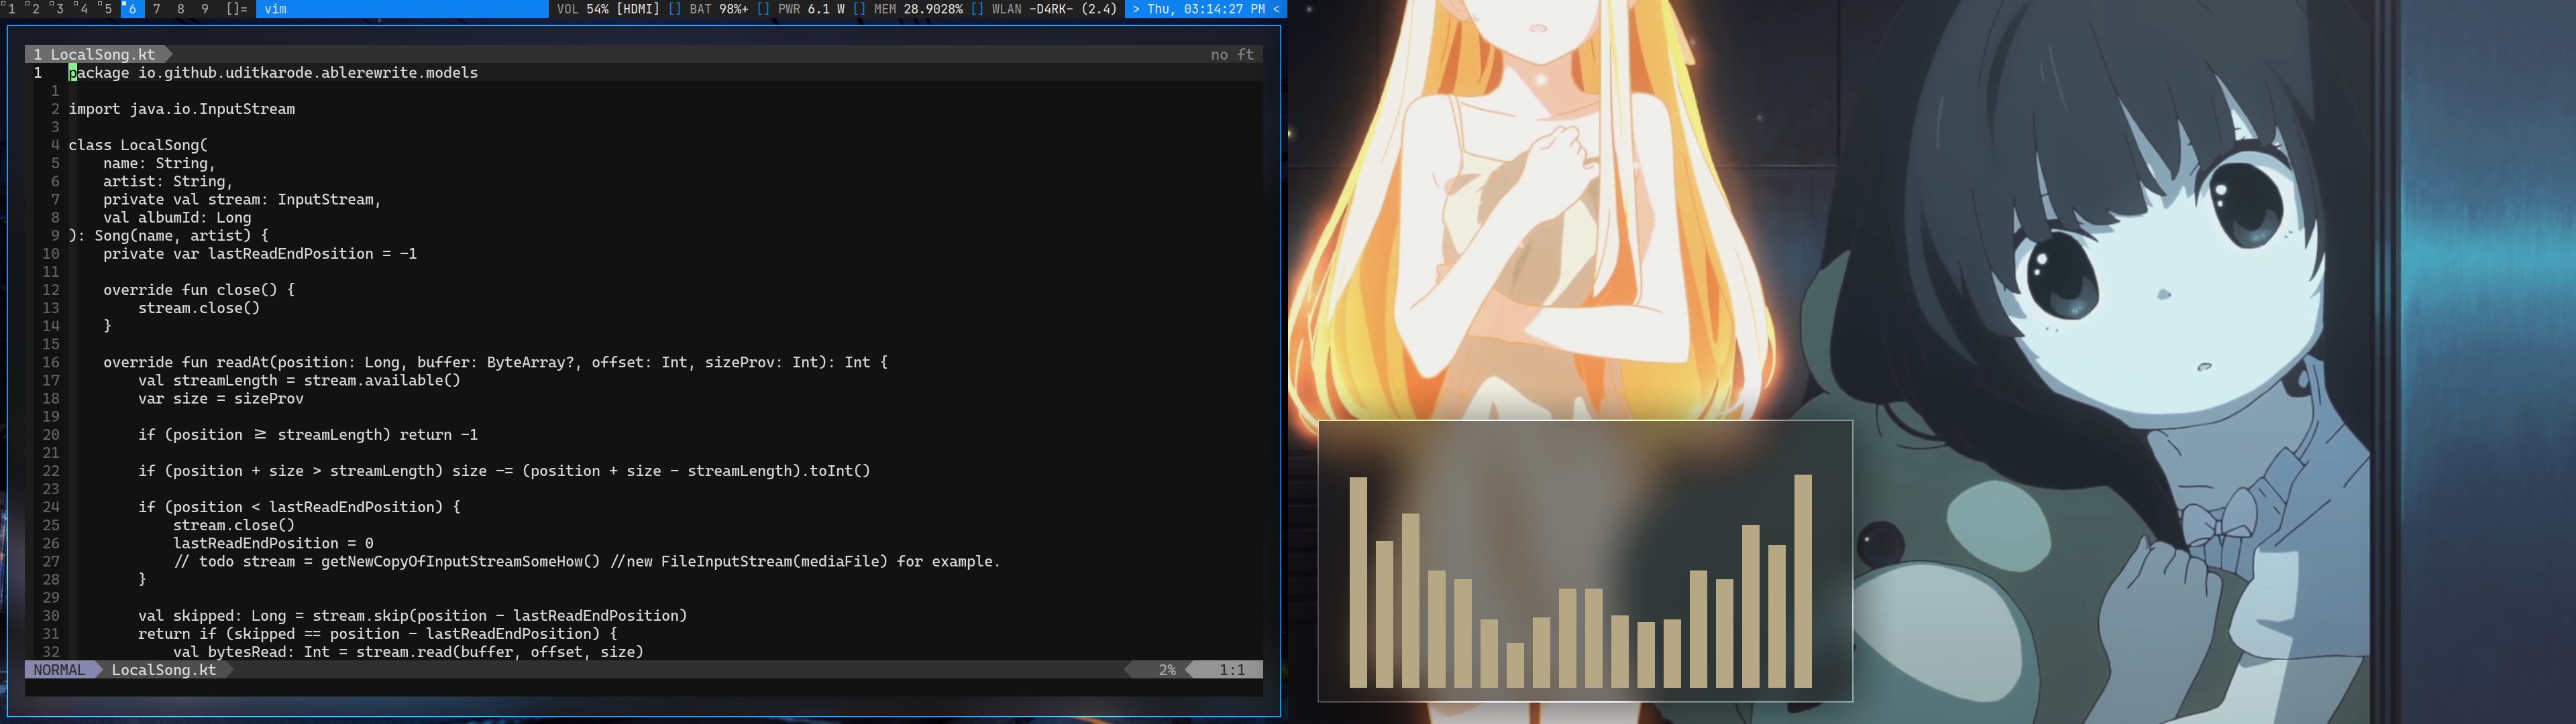 1 2 3 4 5 6 7 8 9 []= vim VOL 54% [HDMI] [] BAT 98%+ [] PWR 6.1 W [] MEM 28.9028% [] WLAN -D4RK- (2.4) > Thu, 03:14:27 PM <
1 LocalSong.kt no ft
1 package io.github.uditkarode.ablerewrite.models
1
2 import java.io.InputStream
3
4 class LocalSong(
5 name: String,
6 artist: String,
7 private val stream: InputStream,
8 val albumId: Long
9 ): Song(name, artist) {
10 private var lastReadEndPosition = -1
11
12 override fun close() {
13 stream.close()
14 }
15
16 override fun readAt(position: Long, buffer: ByteArray?, offset: Int, sizeProv: Int): Int {
17 val streamLength = stream.available()
18 var size = sizeProv
19
20 if (position ≥ streamLength) return -1
21
22 if (position + size > streamLength) size -= (position + size - streamLength).toInt()
23
24 if (position < lastReadEndPosition) {
25 stream.close()
26 lastReadEndPosition = 0
27 // todo stream = getNewCopyOfInputStreamSomeHow() //new FileInputStream(mediaFile) for example.
28 }
29
30 val skipped: Long = stream.skip(position - lastReadEndPosition)
31 return if (skipped == position - lastReadEndPosition) {
32 val bytesRead: Int = stream.read(buffer, offset, size)
NORMAL LocalSong.kt 2% 1:1